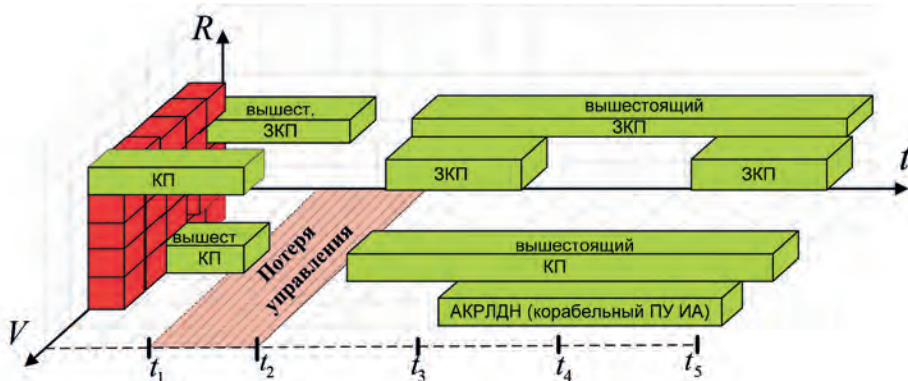 R
вышест.
ЗКП
вышестоящий
ЗКП
КП
ЗКП
ЗКП
t
вышест
КП
Потеря
управления
вышестоящий
КП
АКРЛДН (корабельный ПУ ИА)
V
t1 t2 t3 t4 t5